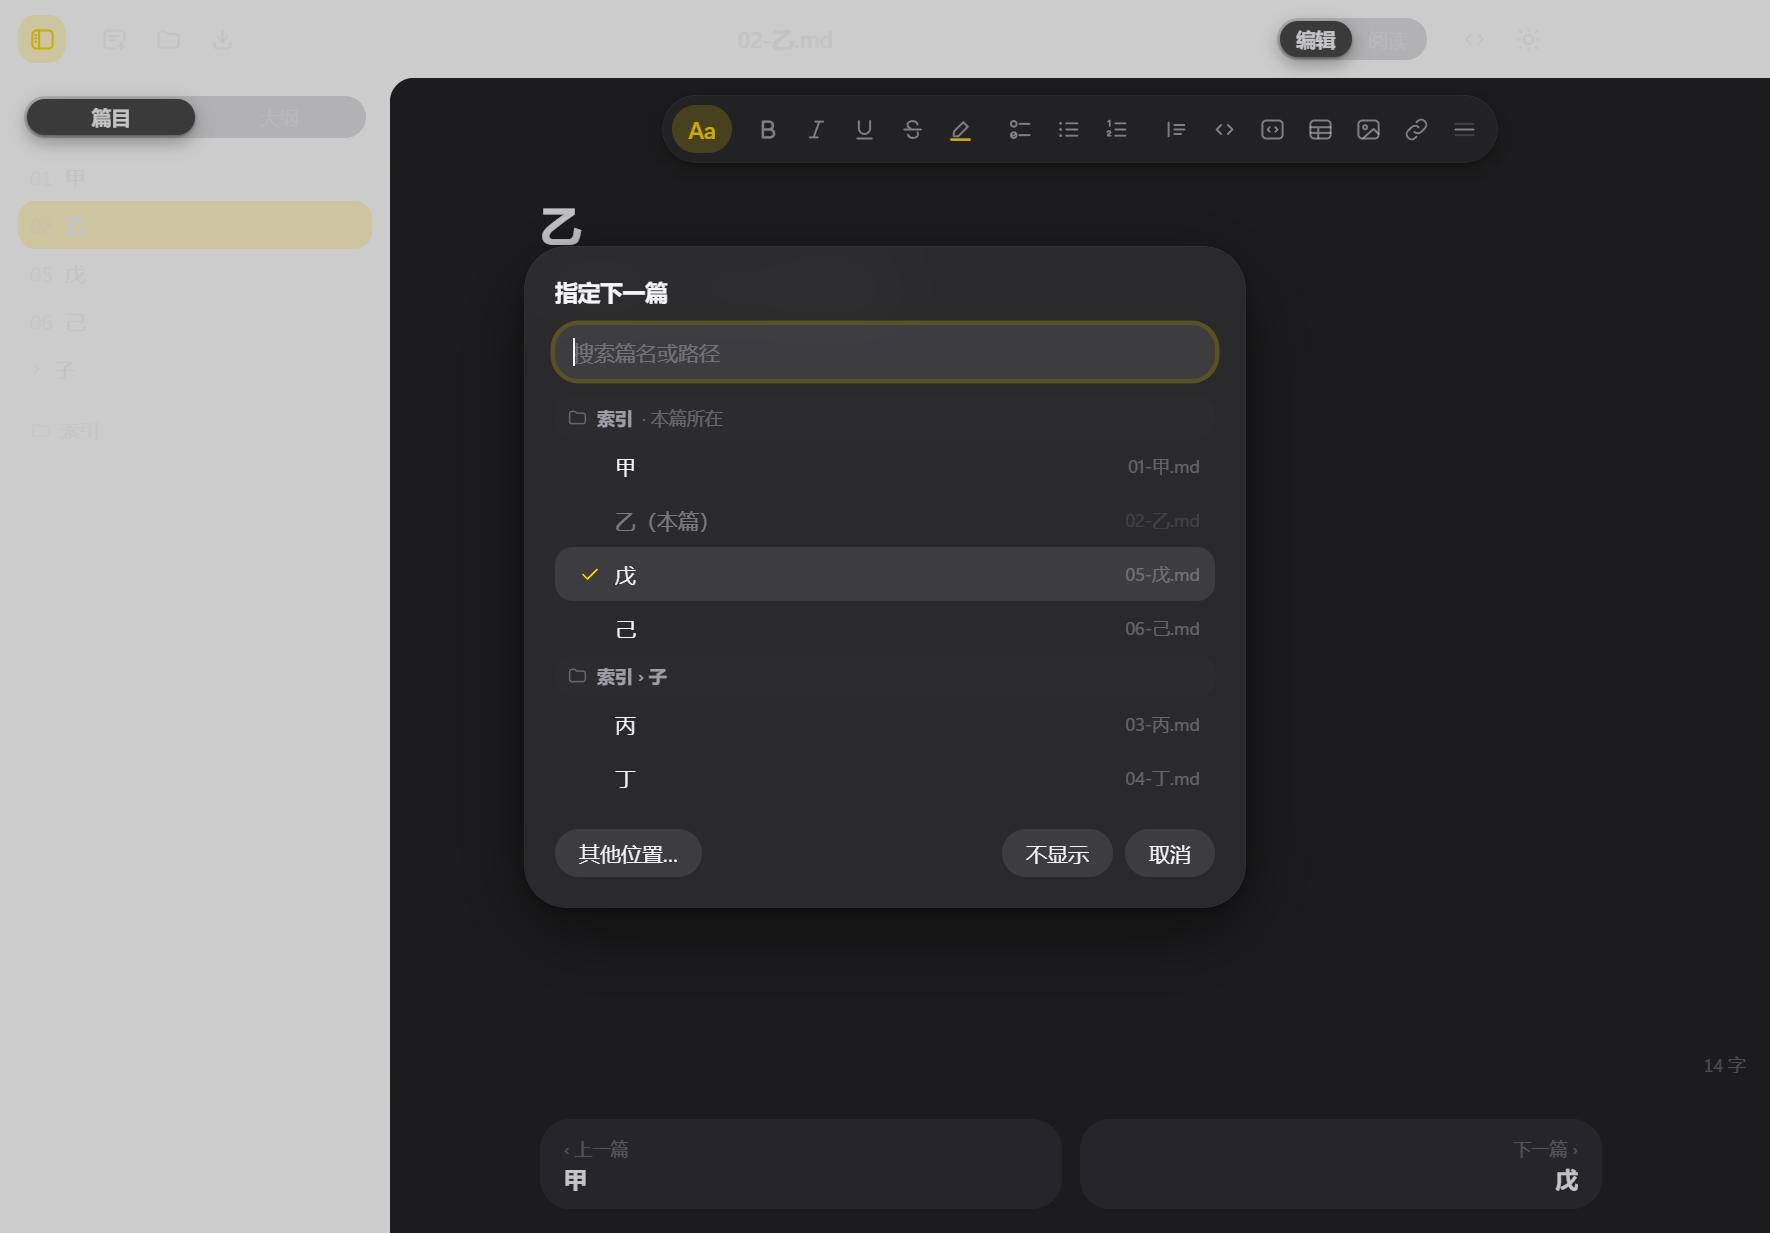 02-乙.md
编辑
阅读
篇目
大纲
01 甲
02 乙
05 戊
06 己
› 子
索引
Aa
乙
指定下一篇
搜索篇名或路径
索引 · 本篇所在
甲 01-甲.md
乙（本篇） 02-乙.md
戊 05-戊.md
己 06-己.md
索引 › 子
丙 03-丙.md
丁 04-丁.md
其他位置...
不显示
取消
14 字
‹ 上一篇
甲
下一篇 ›
戊